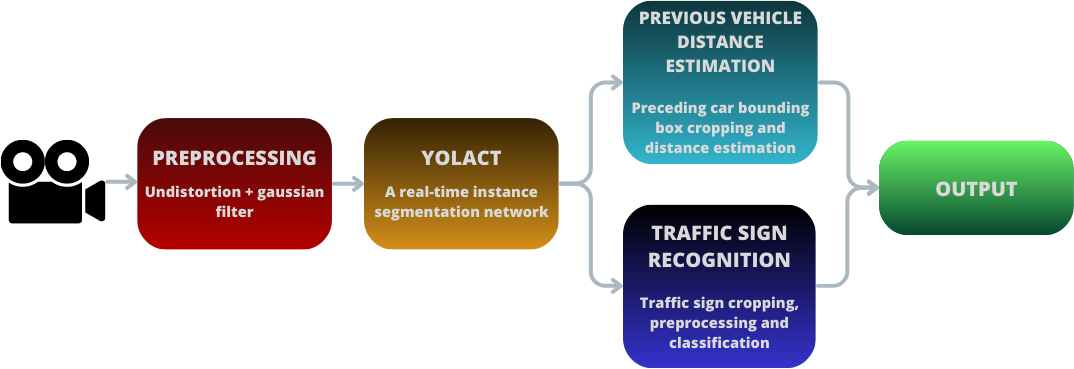 PREPROCESSING
Undistortion + gaussian
filter
YOLACT
A real-time instance
segmentation network
PREVIOUS VEHICLE
DISTANCE
ESTIMATION
Preceding car bounding
box cropping and
distance estimation
TRAFFIC SIGN
RECOGNITION
Traffic sign cropping,
preprocessing and
classification
OUTPUT